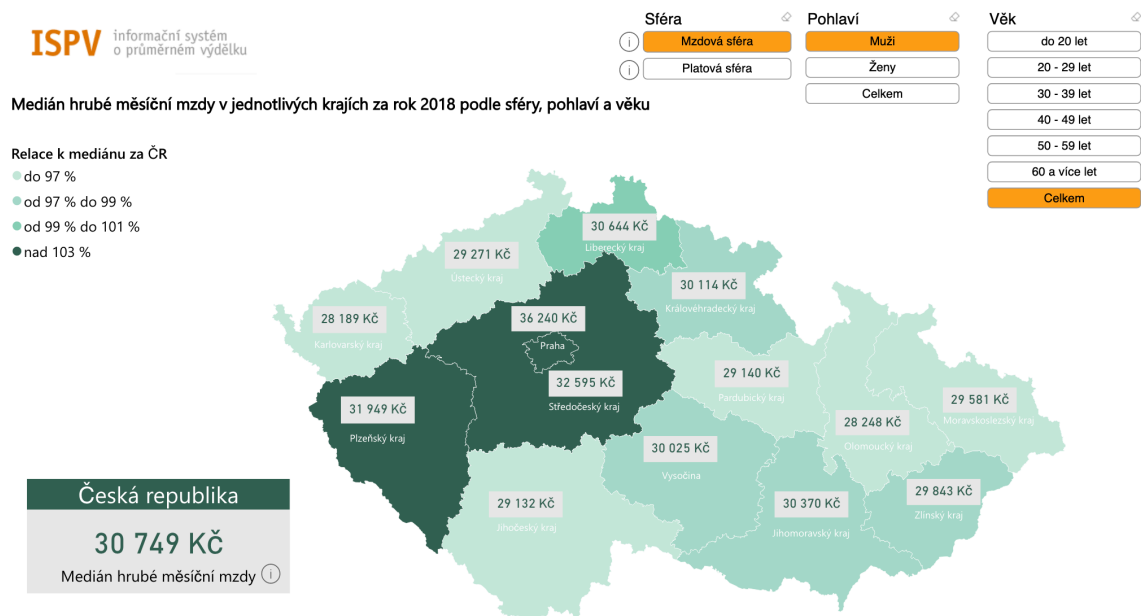 ISPV informační systém
o průměrném výdělku
Sféra
Mzdová sféra
Platová sféra
Pohlaví
Muži
Ženy
Celkem
Věk
do 20 let
20 - 29 let
30 - 39 let
40 - 49 let
50 - 59 let
60 a více let
Celkem
Medián hrubé měsíční mzdy v jednotlivých krajích za rok 2018 podle sféry, pohlaví a věku
Relace k mediánu za ČR
do 97 %
od 97 % do 99 %
od 99 % do 101 %
nad 103 %
30 644 Kč
Liberecký kraj
29 271 Kč
Ústecký kraj
30 114 Kč
Královéhradecký kraj
28 189 Kč
Karlovarský kraj
36 240 Kč
Praha
32 595 Kč
Středočeský kraj
29 140 Kč
Pardubický kraj
31 949 Kč
Plzeňský kraj
29 581 Kč
Moravskoslezský kraj
28 248 Kč
Olomoucký kraj
30 025 Kč
Vysočina
29 132 Kč
Jihočeský kraj
30 370 Kč
Jihomoravský kraj
29 843 Kč
Zlínský kraj
Česká republika
30 749 Kč
Medián hrubé měsíční mzdy